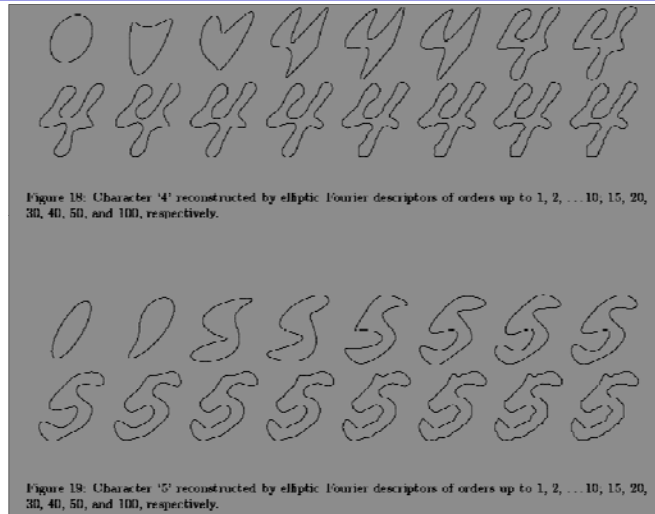 Figure 18: Character '4' reconstructed by elliptic Fourier descriptors of orders up to 1, 2, ...10, 15, 20,
30, 40, 50, and 100, respectively.
Figure 19: Character '5' reconstructed by elliptic Fourier descriptors of orders up to 1, 2, ...10, 15, 20,
30, 40, 50, and 100, respectively.